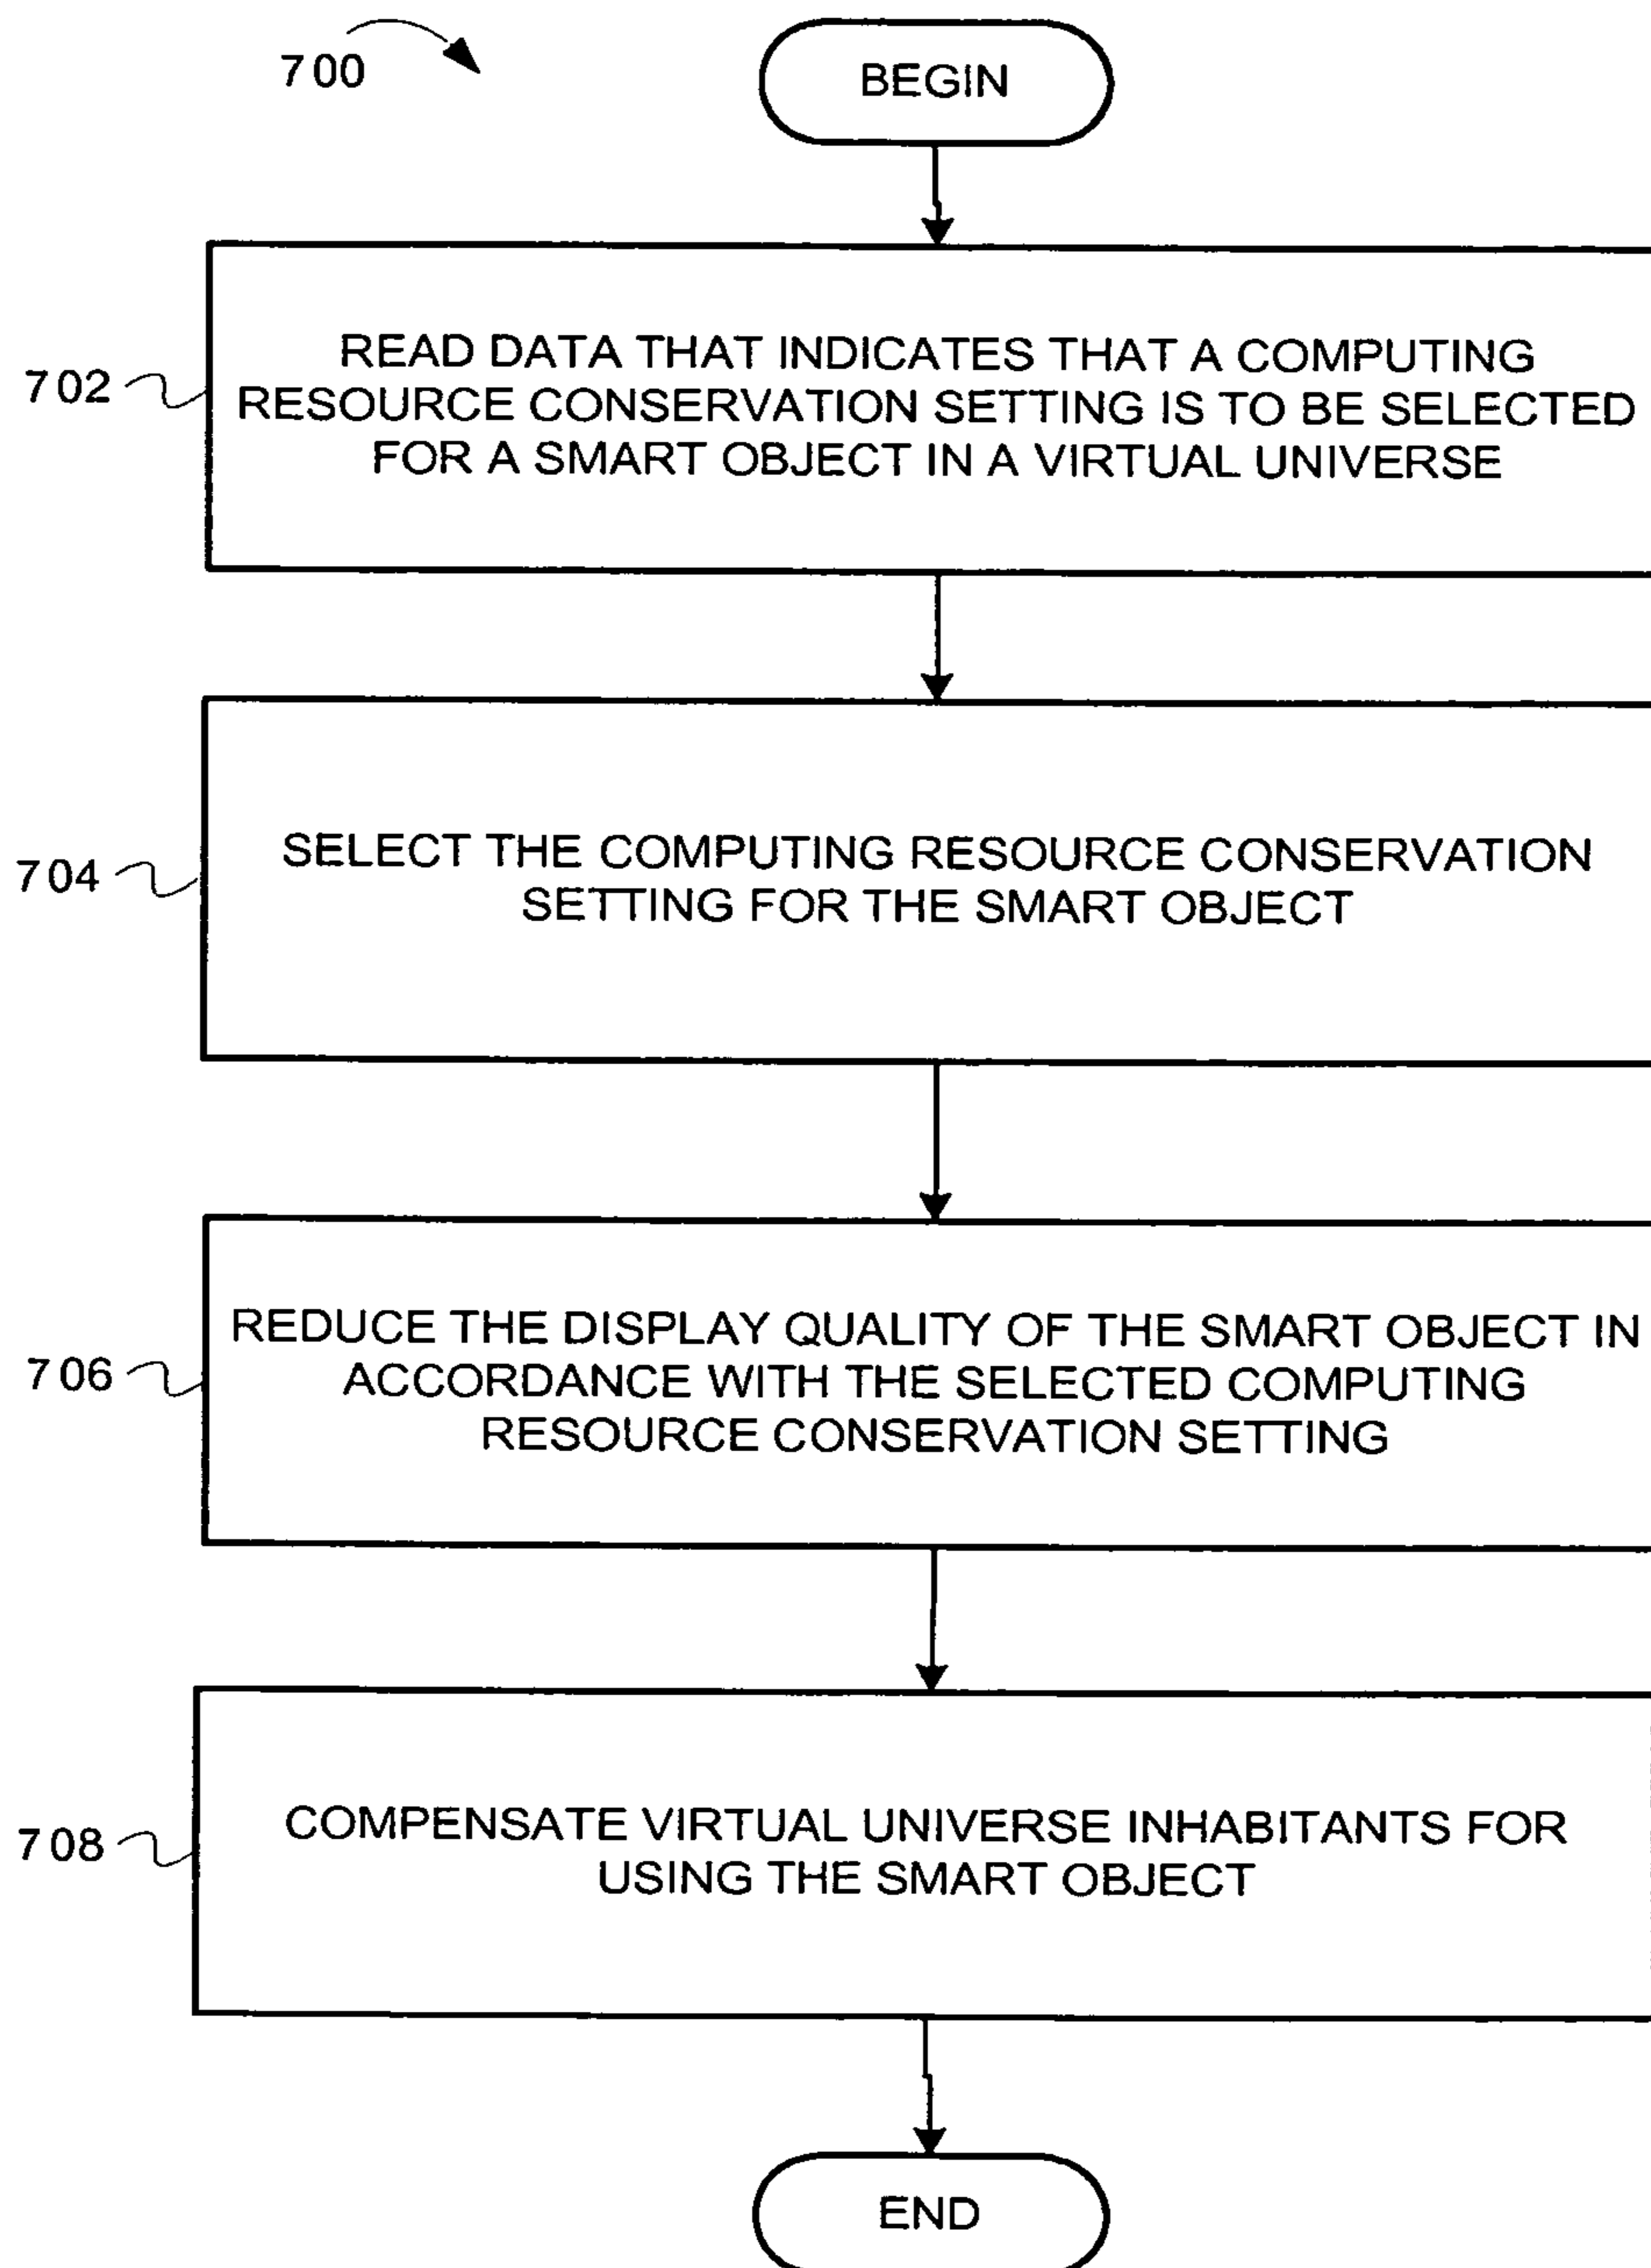 700
BEGIN
702
READ DATA THAT INDICATES THAT A COMPUTING
RESOURCE CONSERVATION SETTING IS TO BE SELECTED
FOR A SMART OBJECT IN A VIRTUAL UNIVERSE
704
SELECT THE COMPUTING RESOURCE CONSERVATION
SETTING FOR THE SMART OBJECT
706
REDUCE THE DISPLAY QUALITY OF THE SMART OBJECT IN
ACCORDANCE WITH THE SELECTED COMPUTING
RESOURCE CONSERVATION SETTING
708
COMPENSATE VIRTUAL UNIVERSE INHABITANTS FOR
USING THE SMART OBJECT
END